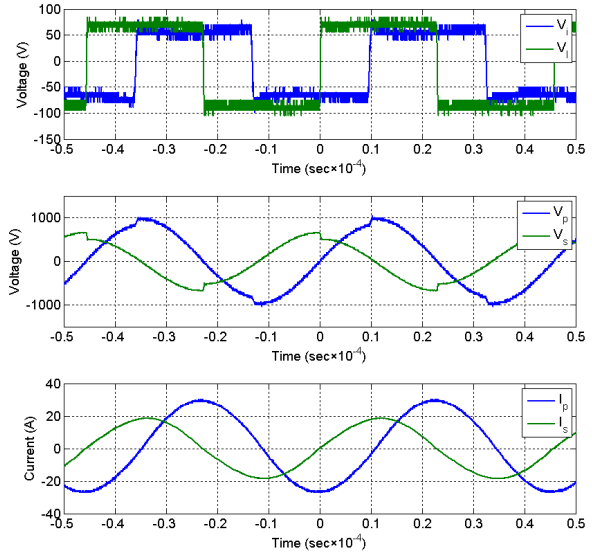 100
50
0
-50
-100
-150
Voltage (V)
V_i
V_l
-0.5 -0.4 -0.3 -0.2 -0.1 0 0.1 0.2 0.3 0.4 0.5
Time (sec×10^-4)
1000
0
-1000
Voltage (V)
V_p
V_s
-0.5 -0.4 -0.3 -0.2 -0.1 0 0.1 0.2 0.3 0.4 0.5
Time (sec×10^-4)
40
20
0
-20
-40
Current (A)
I_p
I_s
-0.5 -0.4 -0.3 -0.2 -0.1 0 0.1 0.2 0.3 0.4 0.5
Time (sec×10^-4)